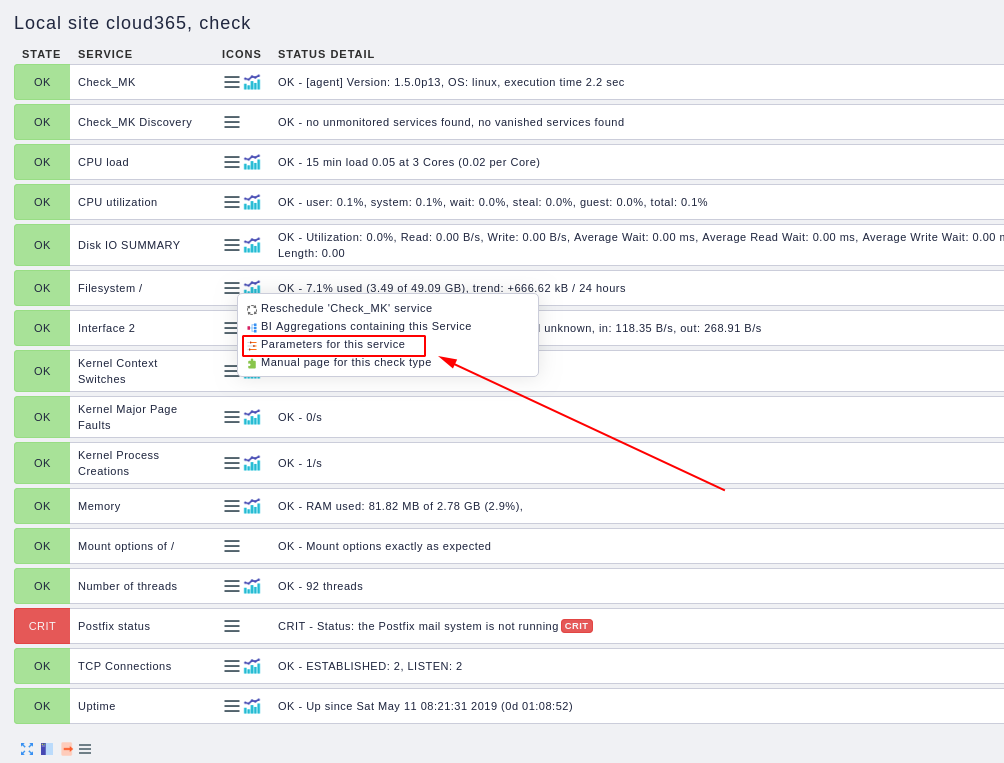 Local site cloud365, check
STATE SERVICE ICONS STATUS DETAIL
OK Check_MK OK - [agent] Version: 1.5.0p13, OS: linux, execution time 2.2 sec
OK Check_MK Discovery OK - no unmonitored services found, no vanished services found
OK CPU load OK - 15 min load 0.05 at 3 Cores (0.02 per Core)
OK CPU utilization OK - user: 0.1%, system: 0.1%, wait: 0.0%, steal: 0.0%, guest: 0.0%, total: 0.1%
OK Disk IO SUMMARY OK - Utilization: 0.0%, Read: 0.00 B/s, Write: 0.00 B/s, Average Wait: 0.00 ms, Average Read Wait: 0.00 ms, Average Write Wait: 0.00
Length: 0.00
OK Filesystem / OK - 7.1% used (3.49 of 49.09 GB), trend: +666.62 kB / 24 hours
Reschedule 'Check_MK' service
BI Aggregations containing this Service
Parameters for this service
Manual page for this check type
OK Interface 2 unknown, in: 118.35 B/s, out: 268.91 B/s
OK Kernel Context
Switches
OK Kernel Major Page
Faults OK - 0/s
OK Kernel Process
Creations OK - 1/s
OK Memory OK - RAM used: 81.82 MB of 2.78 GB (2.9%),
OK Mount options of / OK - Mount options exactly as expected
OK Number of threads OK - 92 threads
CRIT Postfix status CRIT - Status: the Postfix mail system is not running CRIT
OK TCP Connections OK - ESTABLISHED: 2, LISTEN: 2
OK Uptime OK - Up since Sat May 11 08:21:31 2019 (0d 01:08:52)